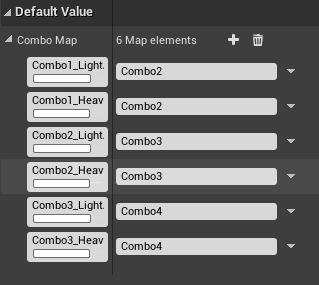 Default Value
Combo Map 6 Map elements
Combo1_Light. Combo2
Combo1_Heav Combo2
Combo2_Light. Combo3
Combo2_Heav Combo3
Combo3_Light. Combo4
Combo3_Heav Combo4